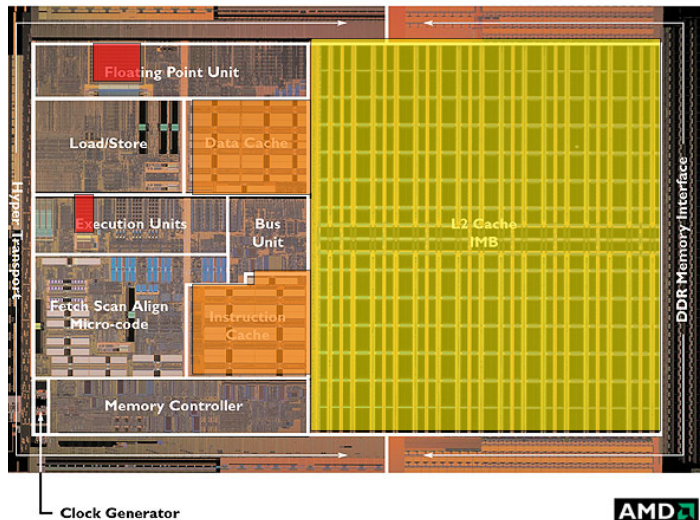 Floating Point Unit
Load/Store
Data Cache
Hyper Transport
Execution Units
Bus
Unit
L2 Cache
IMB
DDR Memory Interface
Fetch Scan Align
Micro-code
Instruction
Cache
Memory Controller
Clock Generator
AMD